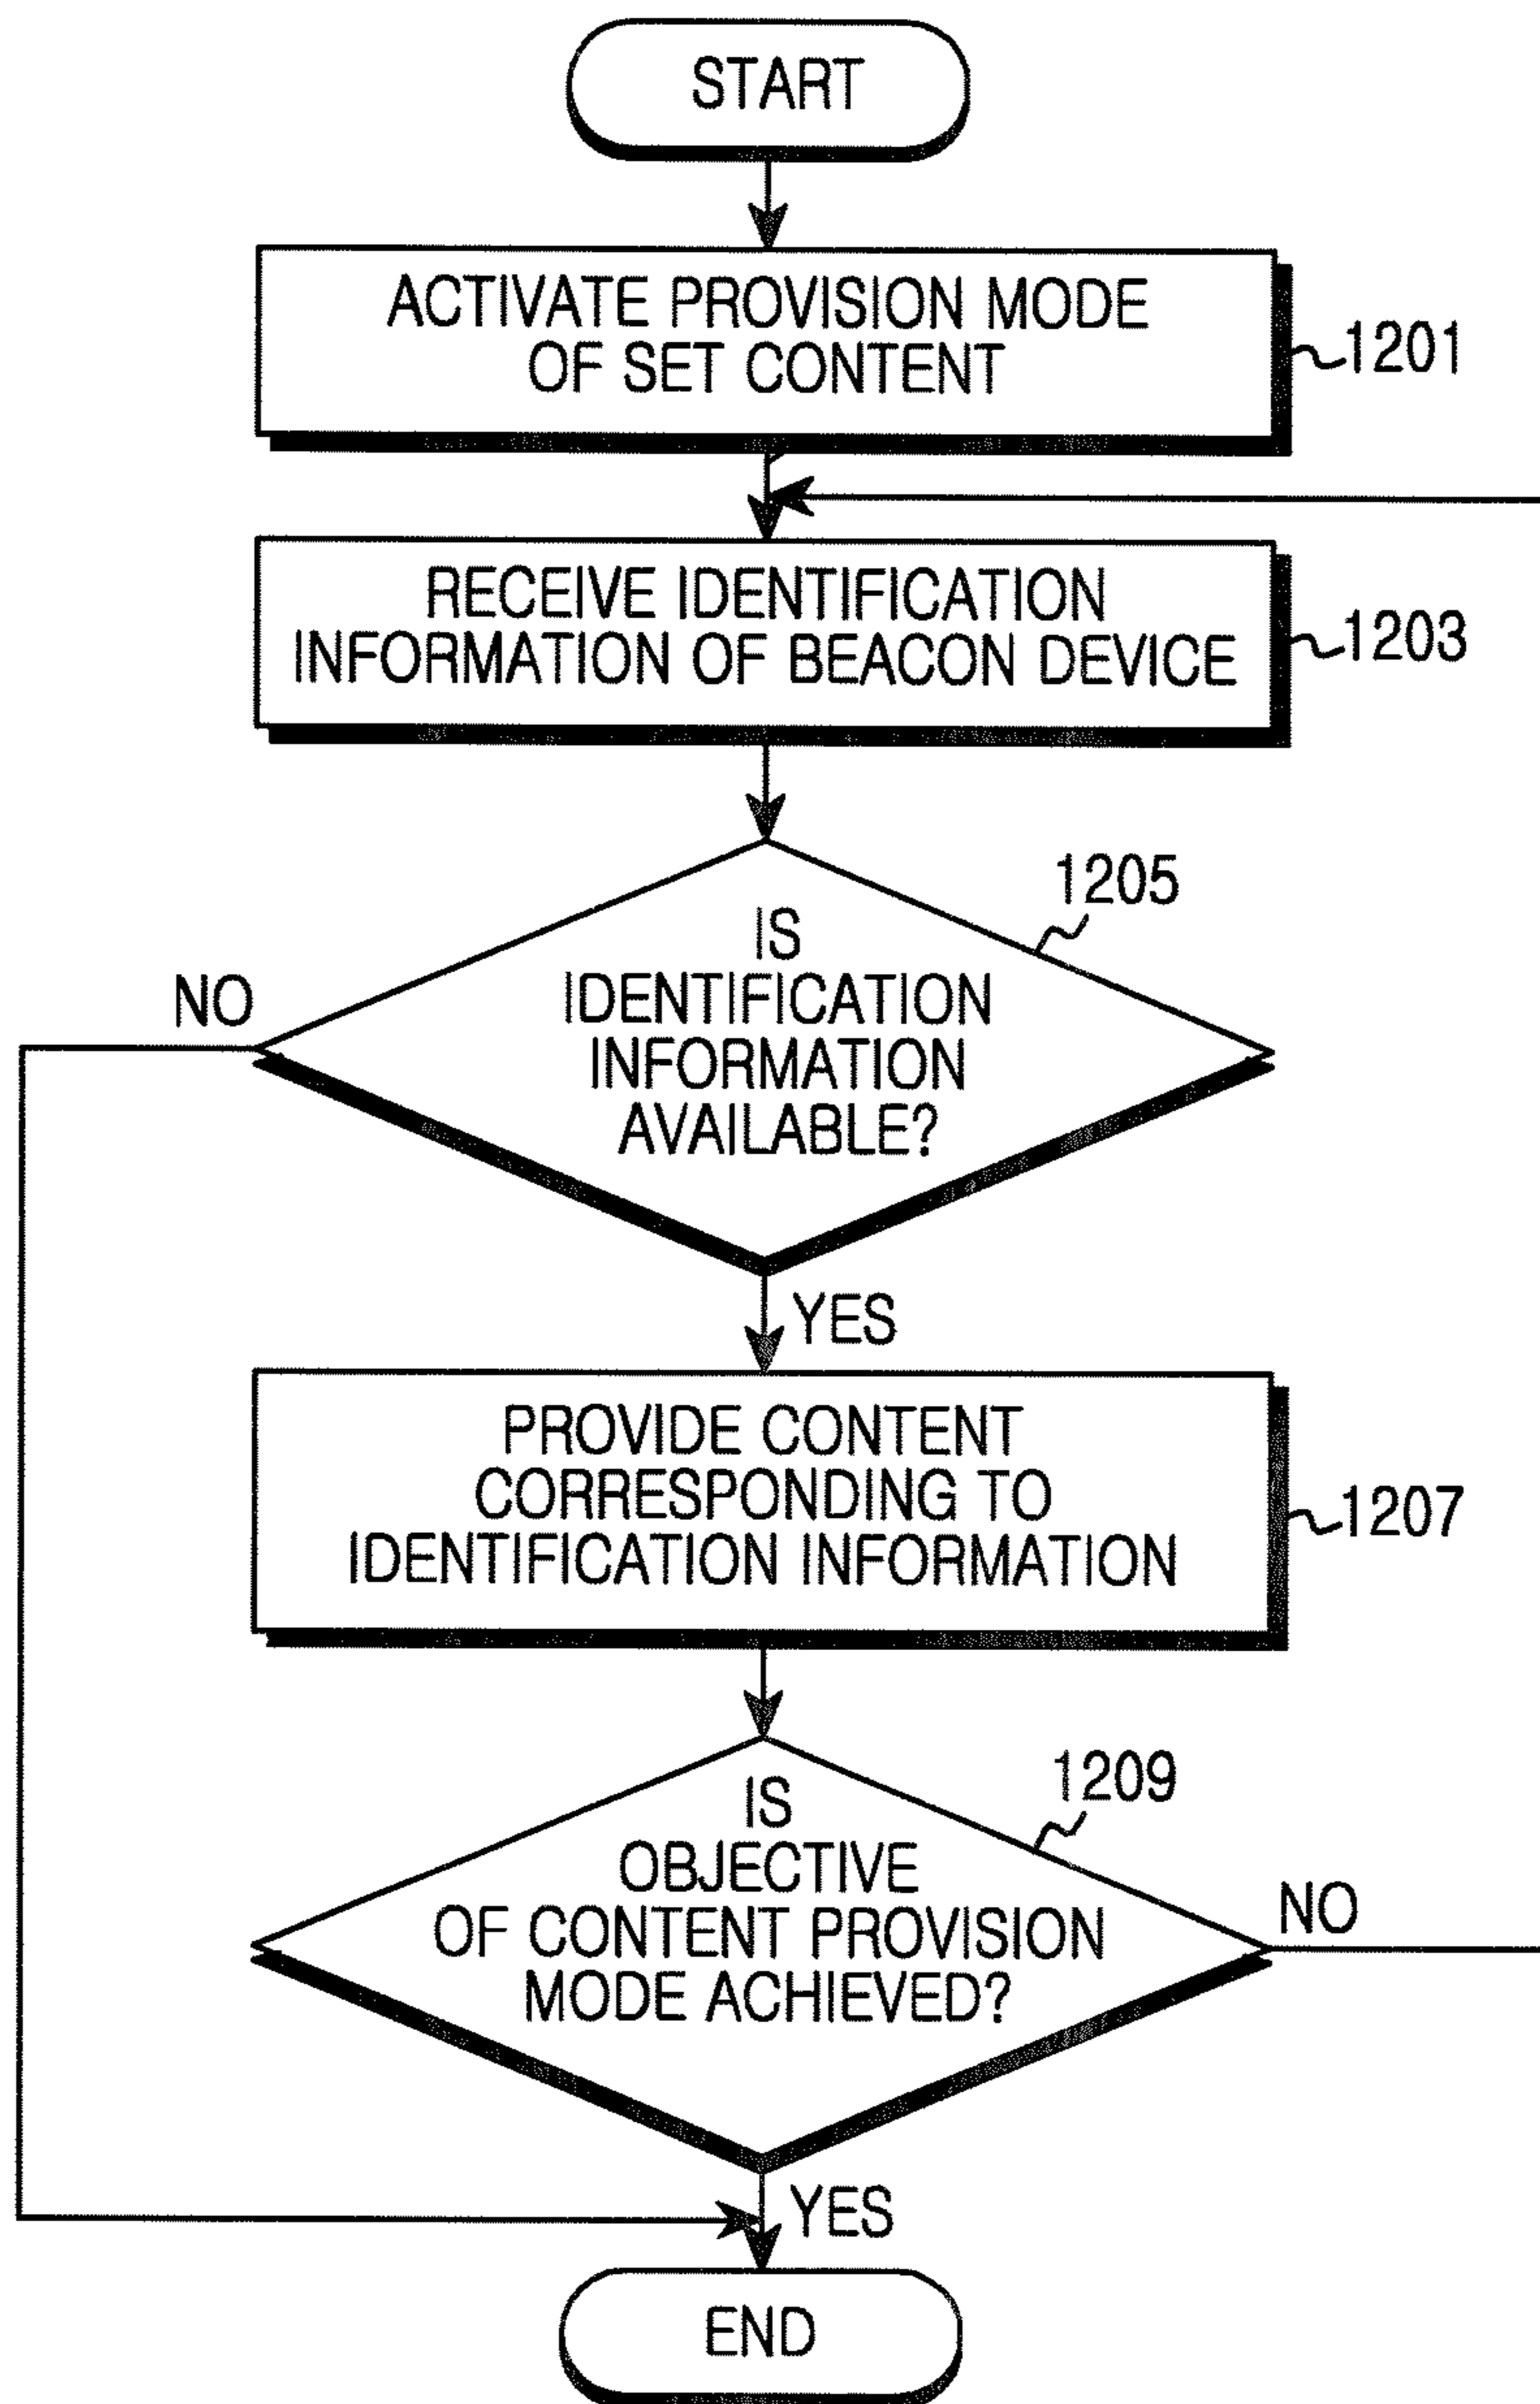 START
ACTIVATE PROVISION MODE
OF SET CONTENT
1201
RECEIVE IDENTIFICATION
INFORMATION OF BEACON DEVICE
1203
1205
IS
IDENTIFICATION
INFORMATION
AVAILABLE?
NO
YES
PROVIDE CONTENT
CORRESPONDING TO
IDENTIFICATION INFORMATION
1207
1209
IS
OBJECTIVE
OF CONTENT PROVISION
MODE ACHIEVED?
NO
YES
END